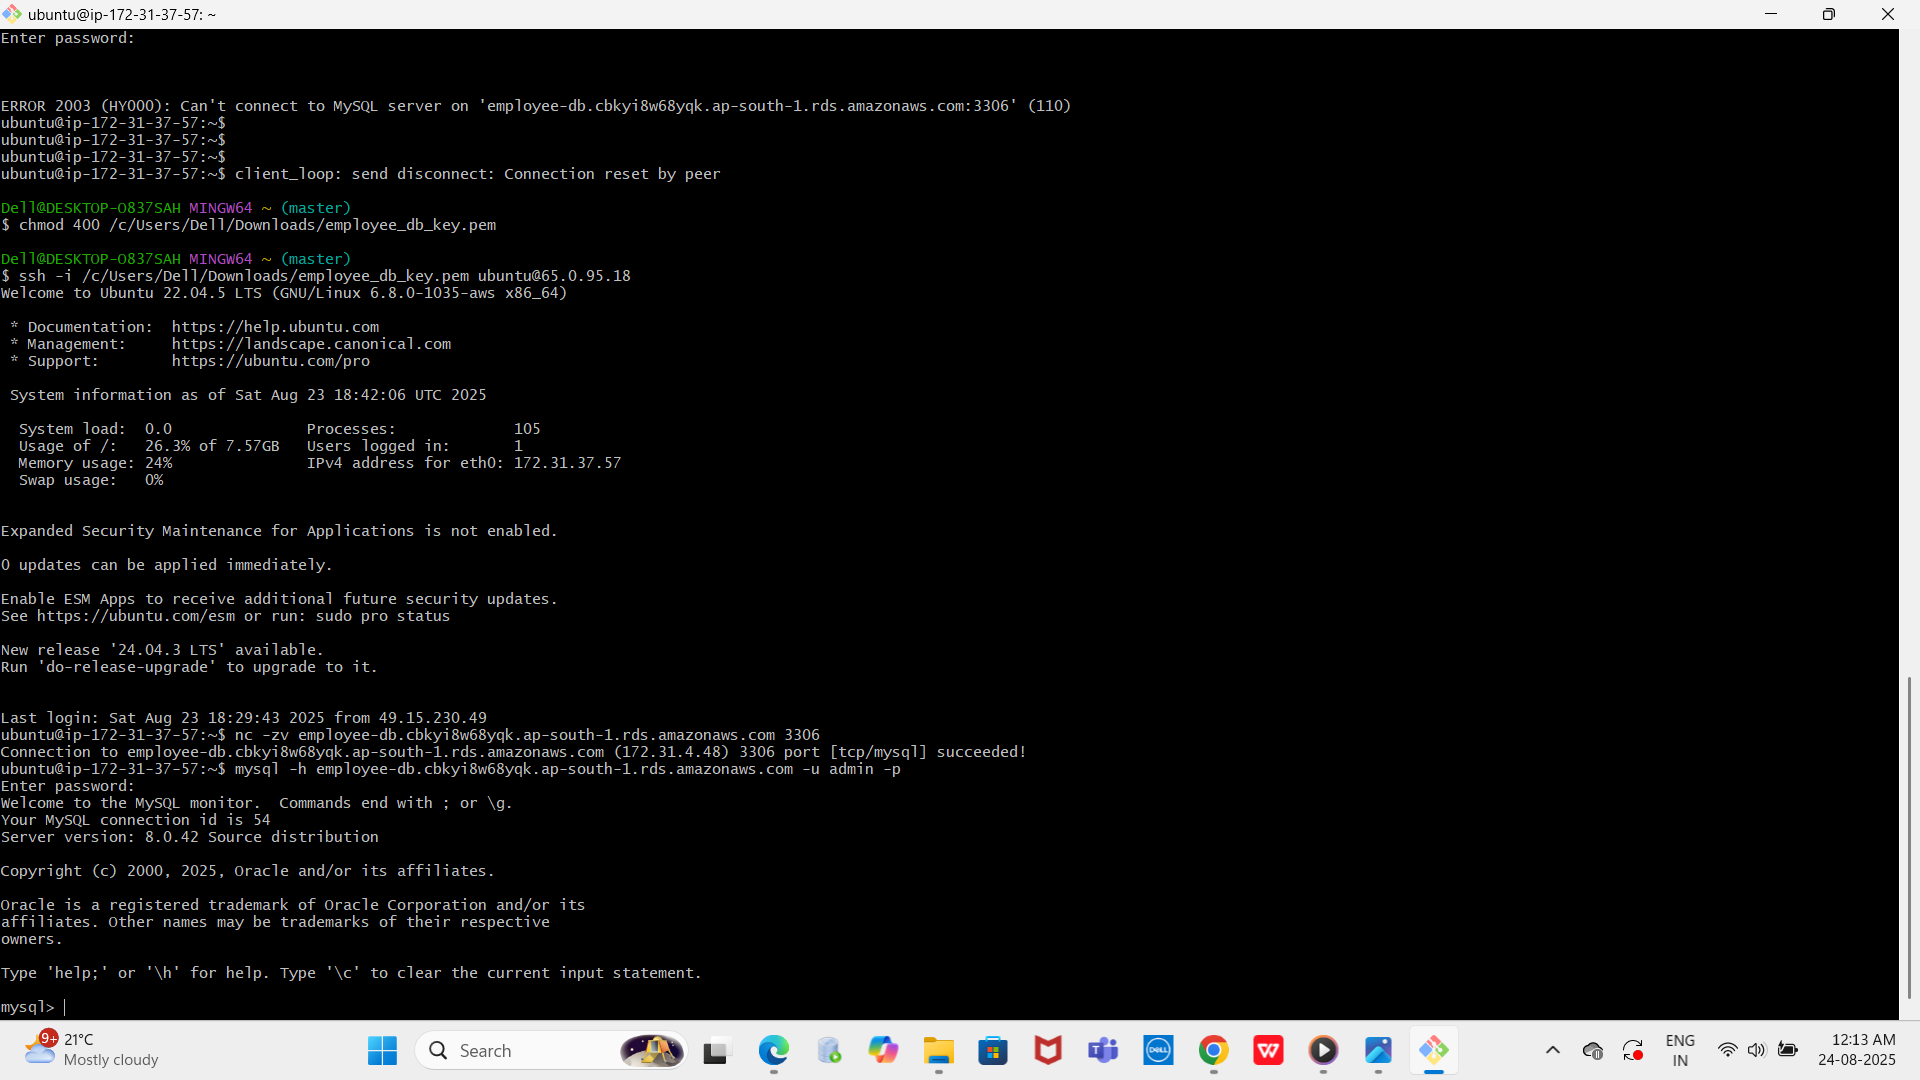 ubuntu@ip-172-31-37-57: ~
Enter password:
ERROR 2003 (HY000): Can't connect to MySQL server on 'employee-db.cbkyi8w68yqk.ap-south-1.rds.amazonaws.com:3306' (110)
ubuntu@ip-172-31-37-57:~$
ubuntu@ip-172-31-37-57:~$
ubuntu@ip-172-31-37-57:~$
ubuntu@ip-172-31-37-57:~$ client_loop: send disconnect: Connection reset by peer
Dell@DESKTOP-O837SAH MINGW64 ~ (master)
$ chmod 400 /c/Users/Dell/Downloads/employee_db_key.pem
Dell@DESKTOP-O837SAH MINGW64 ~ (master)
$ ssh -i /c/Users/Dell/Downloads/employee_db_key.pem ubuntu@65.0.95.18
Welcome to Ubuntu 22.04.5 LTS (GNU/Linux 6.8.0-1035-aws x86_64)
* Documentation:  https://help.ubuntu.com
* Management:     https://landscape.canonical.com
* Support:        https://ubuntu.com/pro
System information as of Sat Aug 23 18:42:06 UTC 2025
System load:  0.0               Processes:             105
Usage of /:   26.3% of 7.57GB   Users logged in:       1
Memory usage: 24%               IPv4 address for eth0: 172.31.37.57
Swap usage:   0%
Expanded Security Maintenance for Applications is not enabled.
0 updates can be applied immediately.
Enable ESM Apps to receive additional future security updates.
See https://ubuntu.com/esm or run: sudo pro status
New release '24.04.3 LTS' available.
Run 'do-release-upgrade' to upgrade to it.
Last login: Sat Aug 23 18:29:43 2025 from 49.15.230.49
ubuntu@ip-172-31-37-57:~$ nc -zv employee-db.cbkyi8w68yqk.ap-south-1.rds.amazonaws.com 3306
Connection to employee-db.cbkyi8w68yqk.ap-south-1.rds.amazonaws.com (172.31.4.48) 3306 port [tcp/mysql] succeeded!
ubuntu@ip-172-31-37-57:~$ mysql -h employee-db.cbkyi8w68yqk.ap-south-1.rds.amazonaws.com -u admin -p
Enter password:
Welcome to the MySQL monitor.  Commands end with ; or \g.
Your MySQL connection id is 54
Server version: 8.0.42 Source distribution
Copyright (c) 2000, 2025, Oracle and/or its affiliates.
Oracle is a registered trademark of Oracle Corporation and/or its
affiliates. Other names may be trademarks of their respective
owners.
Type 'help;' or '\h' for help. Type '\c' to clear the current input statement.
mysql>
9+
21°C
Mostly cloudy
Search
DELL
ENG
IN
12:13 AM
24-08-2025